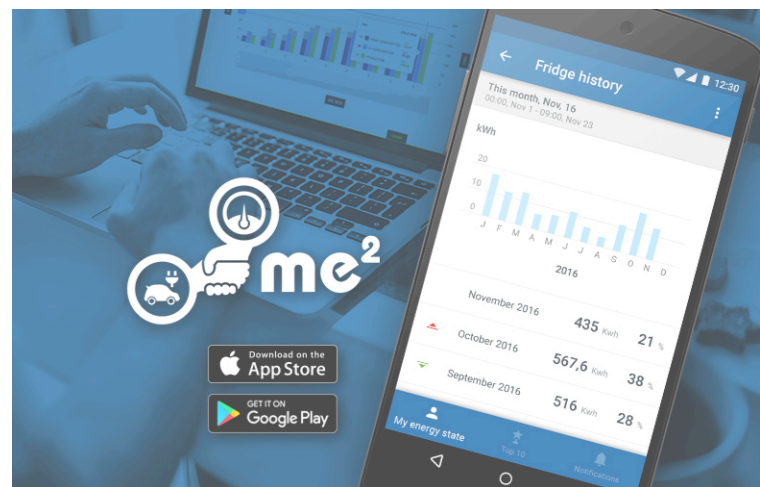 12:30
Fridge history
This month, Nov, 16
00:00, Nov 1 - 09:00, Nov 23
kWh
20
10
0
J F M A M J J A S O N D
2016
November 2016 435 Kwh 21 %
October 2016 567,6 Kwh 38 %
September 2016 516 Kwh 28 %
My energy state
Top 10
Notifications
me²
Download on the
App Store
GET IT ON
Google Play